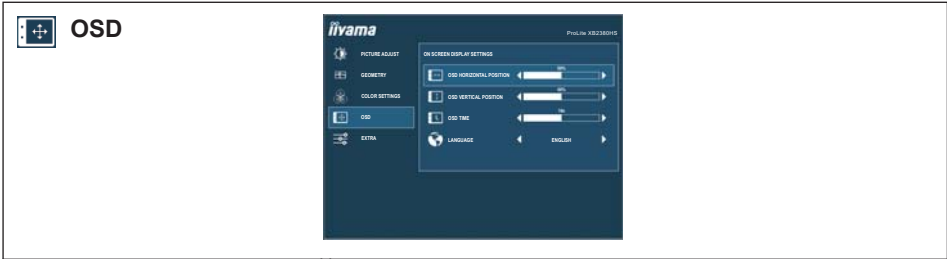 OSD
iiyama
ProLite XB2380HS
PICTURE ADJUST
GEOMETRY
COLOR SETTINGS
OSD
EXTRA
ON SCREEN DISPLAY SETTINGS
OSD HORIZONTAL POSITION
OSD VERTICAL POSITION
OSD TIME
LANGUAGE
ENGLISH